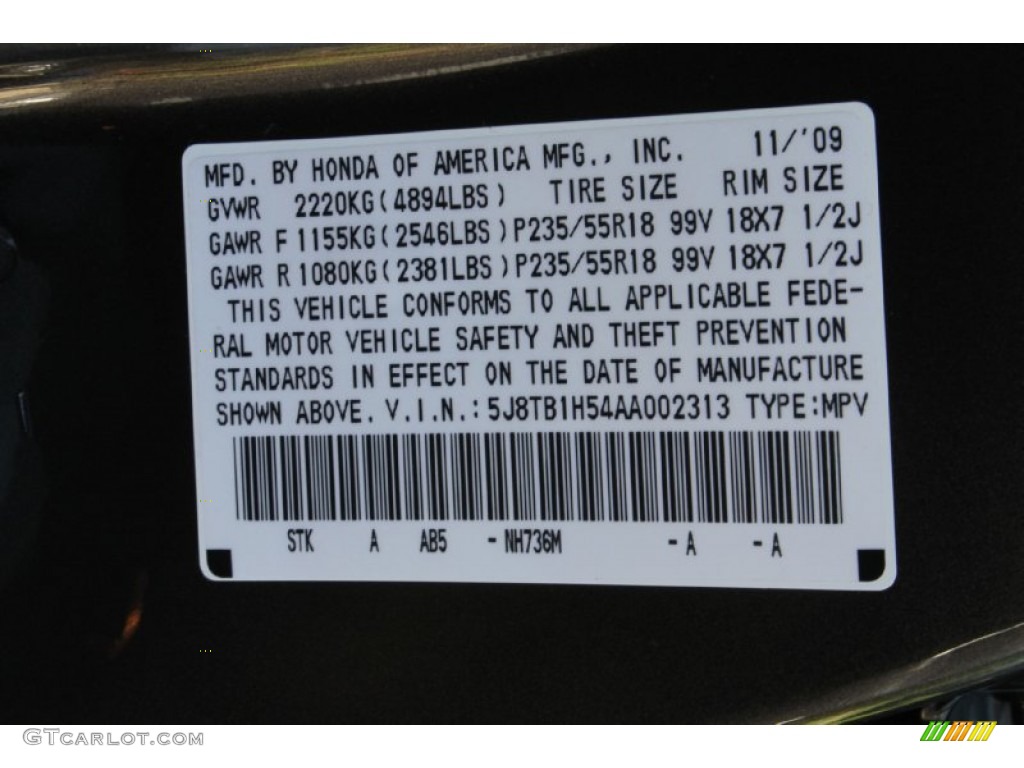 MFD. BY HONDA OF AMERICA MFG., INC. 11/'09
GVWR 2220KG(4894LBS) TIRE SIZE RIM SIZE
GAWR F 1155KG(2546LBS)P235/55R18 99V 18X7 1/2J
GAWR R 1080KG(2381LBS)P235/55R18 99V 18X7 1/2J
THIS VEHICLE CONFORMS TO ALL APPLICABLE FEDE-
RAL MOTOR VEHICLE SAFETY AND THEFT PREVENTION
STANDARDS IN EFFECT ON THE DATE OF MANUFACTURE
SHOWN ABOVE. V.I.N.: 5J8TB1H54AA002313 TYPE:MPV
STK A AB5 -NH736M -A -A
GTCarlot.com